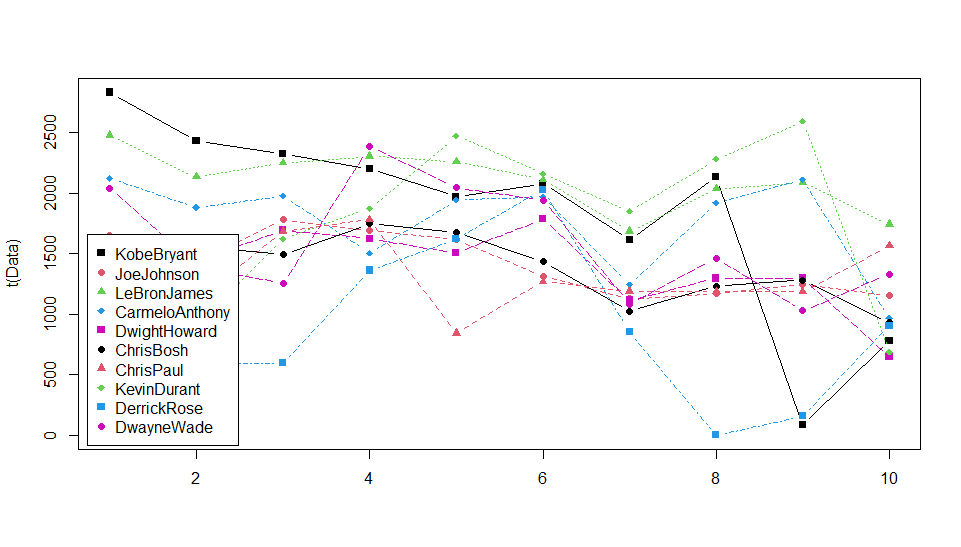 t(Data)
2500
2000
1500
1000
500
0
KobeBryant
JoeJohnson
LeBronJames
CarmeloAnthony
DwightHoward
ChrisBosh
ChrisPaul
KevinDurant
DerrickRose
DwayneWade
2 4 6 8 10